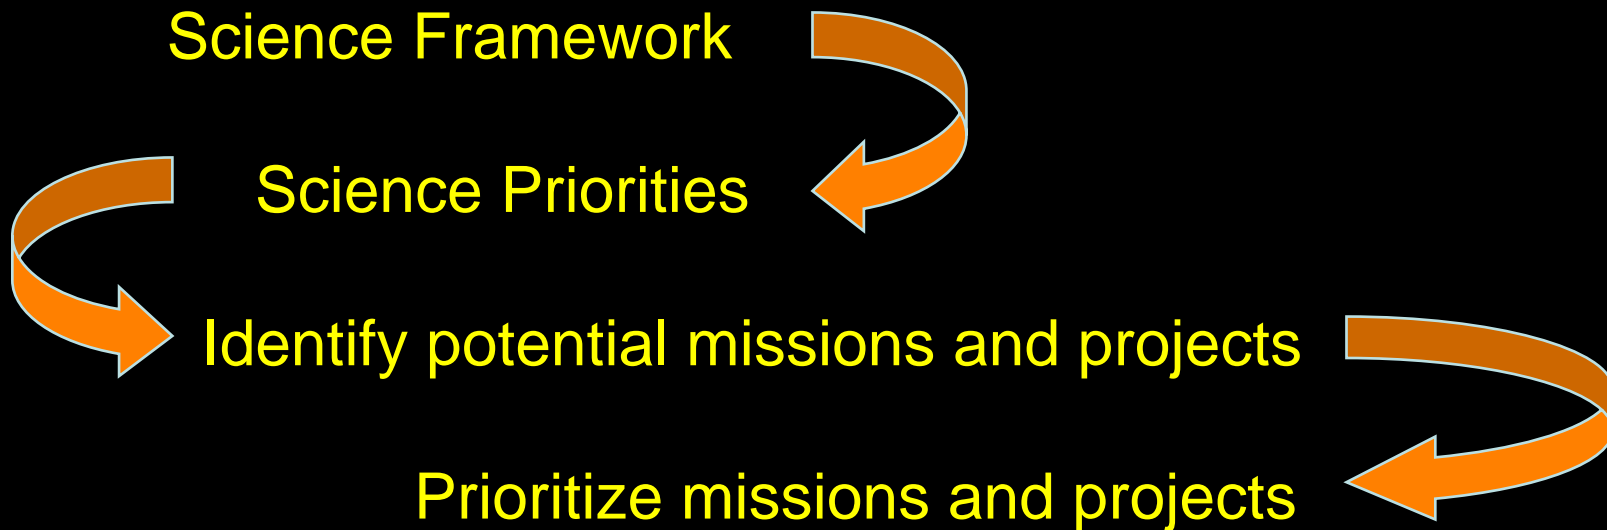 Science Framework
Science Priorities
Identify potential missions and projects
Prioritize missions and projects